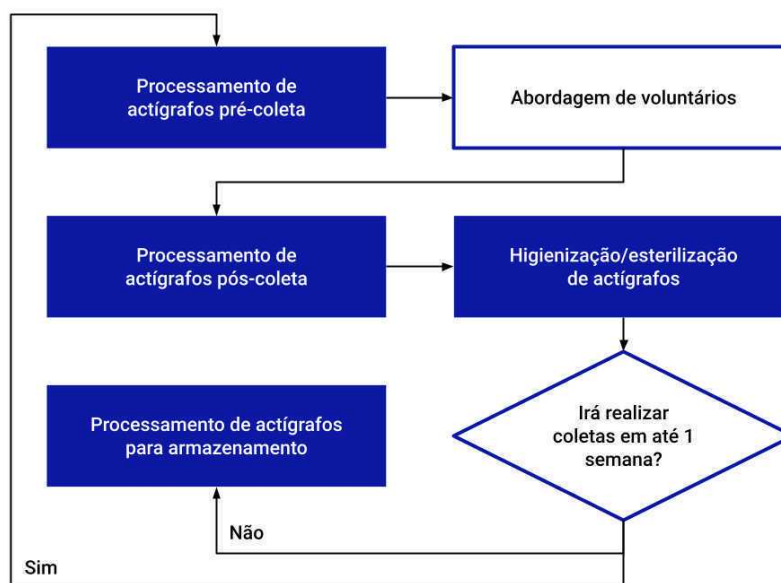 Processamento de
actígrafos pré-coleta
Abordagem de voluntários
Processamento de
actígrafos pós-coleta
Higienização/esterilização
de actígrafos
Processamento de actígrafos
para armazenamento
Irá realizar
coletas em até 1
semana?
Não
Sim